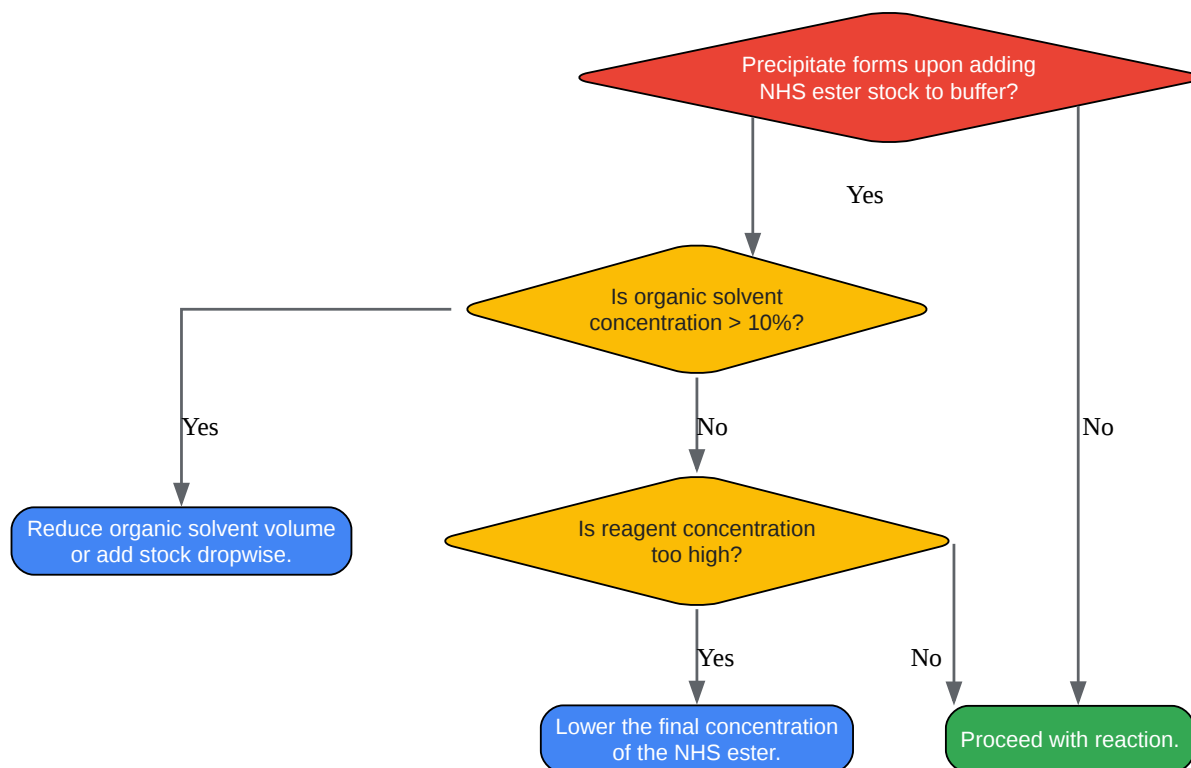 Precipitate forms upon adding
NHS ester stock to buffer?
Yes
Is organic solvent
concentration > 10%?
Yes
No
No
Reduce organic solvent volume
or add stock dropwise.
Is reagent concentration
too high?
Yes
No
Lower the final concentration
of the NHS ester.
Proceed with reaction.